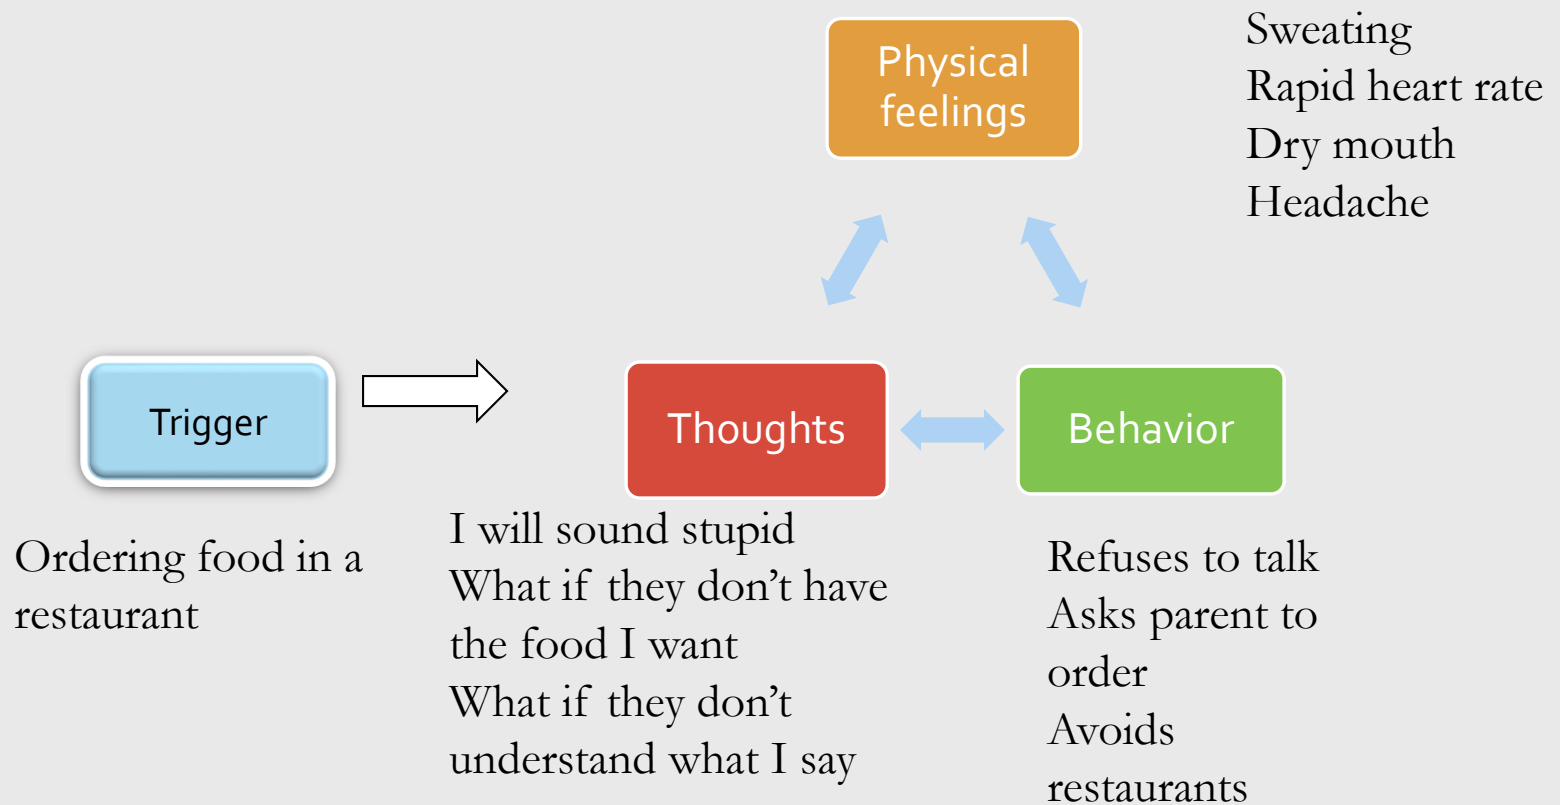 Physical
feelings
Sweating
Rapid heart rate
Dry mouth
Headache
Trigger
Ordering food in a
restaurant
Thoughts
I will sound stupid
What if they don’t have
the food I want
What if they don’t
understand what I say
Behavior
Refuses to talk
Asks parent to
order
Avoids
restaurants